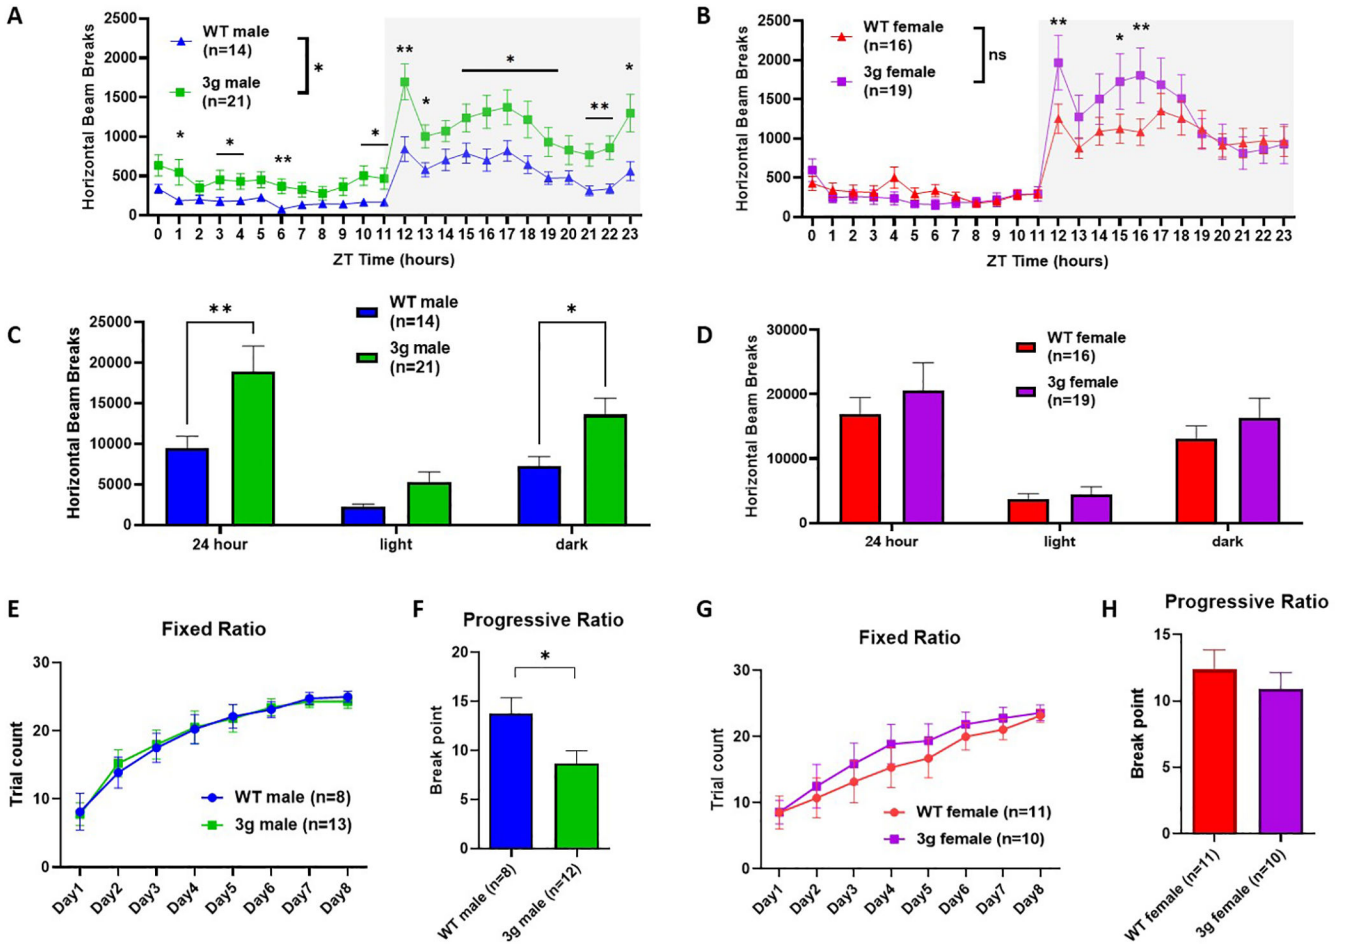 A
Horizontal Beam Breaks
2500
2000
1500
1000
500
0
WT male
(n=14)
3g male
(n=21)
*
*
*
**
*
**
*
*
**
*
0 1 2 3 4 5 6 7 8 9 10 11 12 13 14 15 16 17 18 19 20 21 22 23
ZT Time (hours)
B
Horizontal Beam Breaks
2500
2000
1500
1000
500
0
WT female
(n=16)
3g female
(n=19)
ns
**
*
**
0 1 2 3 4 5 6 7 8 9 10 11 12 13 14 15 16 17 18 19 20 21 22 23
ZT Time (hours)
C
Horizontal Beam Breaks
25000
20000
15000
10000
5000
0
**
WT male
(n=14)
3g male
(n=21)
*
24 hour light dark
D
Horizontal Beam Breaks
30000
20000
10000
0
WT female
(n=16)
3g female
(n=19)
24 hour light dark
E
Fixed Ratio
Trial count
30
20
10
0
WT male (n=8)
3g male (n=13)
Day1 Day2 Day3 Day4 Day5 Day6 Day7 Day8
F
Progressive Ratio
Break point
20
15
10
5
0
*
WT male (n=8)
3g male (n=12)
G
Fixed Ratio
Trial count
30
20
10
0
WT female (n=11)
3g female (n=10)
Day1 Day2 Day3 Day4 Day5 Day6 Day7 Day8
H
Progressive Ratio
Break point
15
10
5
0
WT female (n=11)
3g female (n=10)